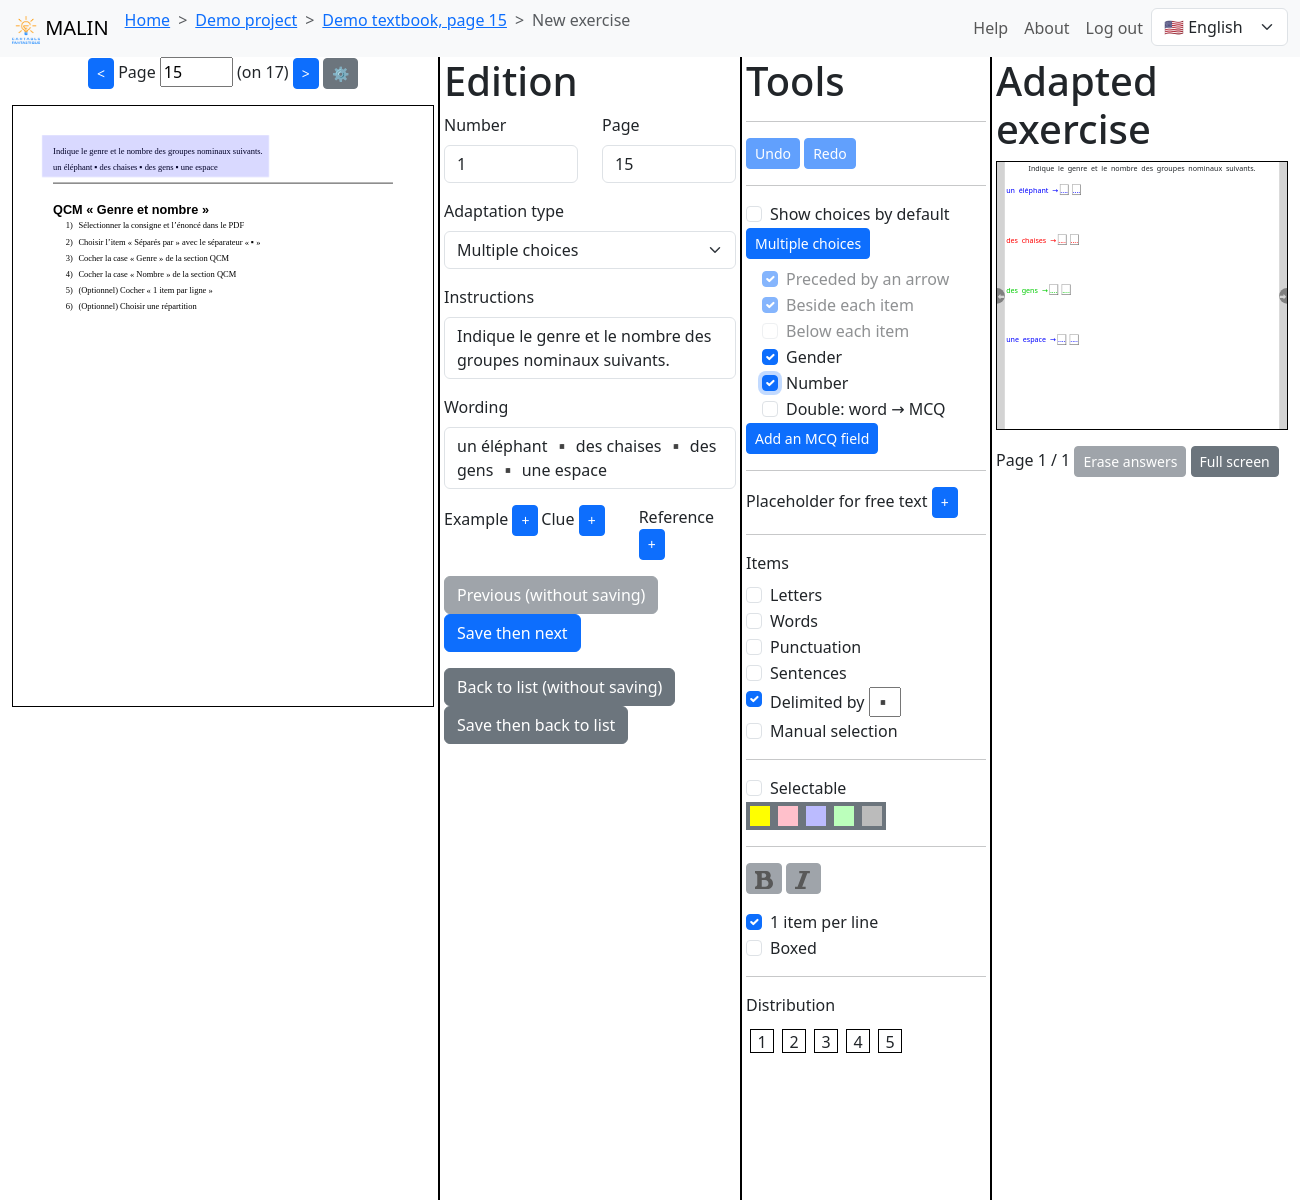 MALIN Home > Demo project > Demo textbook, page 15 > New exercise Help About Log out English
< Page 15 (on 17) >
Indique le genre et le nombre des groupes nominaux suivants.
un éléphant ▪ des chaises ▪ des gens ▪ une espace
QCM « Genre et nombre »
1) Sélectionner la consigne et l'énoncé dans le PDF
2) Choisir l'item « Séparés par » avec le séparateur « ▪ »
3) Cocher la case « Genre » de la section QCM
4) Cocher la case « Nombre » de la section QCM
5) (Optionnel) Cocher « 1 item par ligne »
6) (Optionnel) Choisir une répartition
Edition
Number Page
1 15
Adaptation type
Multiple choices
Instructions
Indique le genre et le nombre des
groupes nominaux suivants.
Wording
un éléphant ▪ des chaises ▪ des
gens ▪ une espace
Example + Clue + Reference
+
Previous (without saving)
Save then next
Back to list (without saving)
Save then back to list
Tools
Undo Redo
Show choices by default
Multiple choices
Preceded by an arrow
Beside each item
Below each item
Gender
Number
Double: word → MCQ
Add an MCQ field
Placeholder for free text +
Items
Letters
Words
Punctuation
Sentences
Delimited by ▪
Manual selection
Selectable
B I
1 item per line
Boxed
Distribution
1 2 3 4 5
Adapted
exercise
Indique le genre et le nombre des groupes nominaux suivants.
un éléphant → ... ...
des chaises → ... ...
des gens → ... ...
une espace → ... ...
Page 1 / 1 Erase answers Full screen